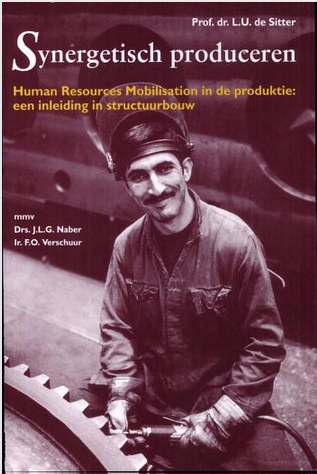 Prof. dr. L.U. de Sitter
Synergetisch produceren
Human Resources Mobilisation in de produktie:
een inleiding in structuurbouw
mmv
Drs. J.L.G. Naber
Ir. F.O. Verschuur